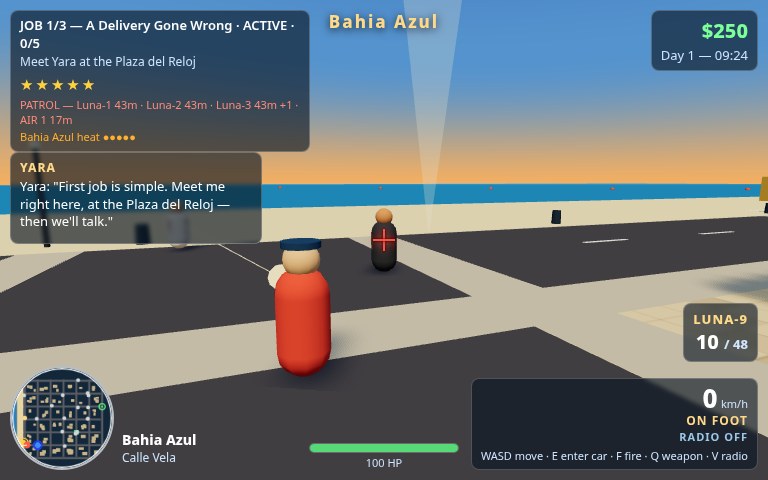 JOB 1/3 — A Delivery Gone Wrong · ACTIVE ·
0/5
Meet Yara at the Plaza del Reloj
★★★★★
PATROL — Luna-1 43m · Luna-2 43m · Luna-3 43m +1 ·
AIR 1 17m
Bahia Azul heat ●●●●●
YARA
Yara: "First job is simple. Meet me
right here, at the Plaza del Reloj —
then we'll talk."
Bahia Azul
$250
Day 1 — 09:24
LUNA-9
10 / 48
0 km/h
ON FOOT
RADIO OFF
WASD move · E enter car · F fire · Q weapon · V radio
Bahia Azul
Calle Vela
100 HP